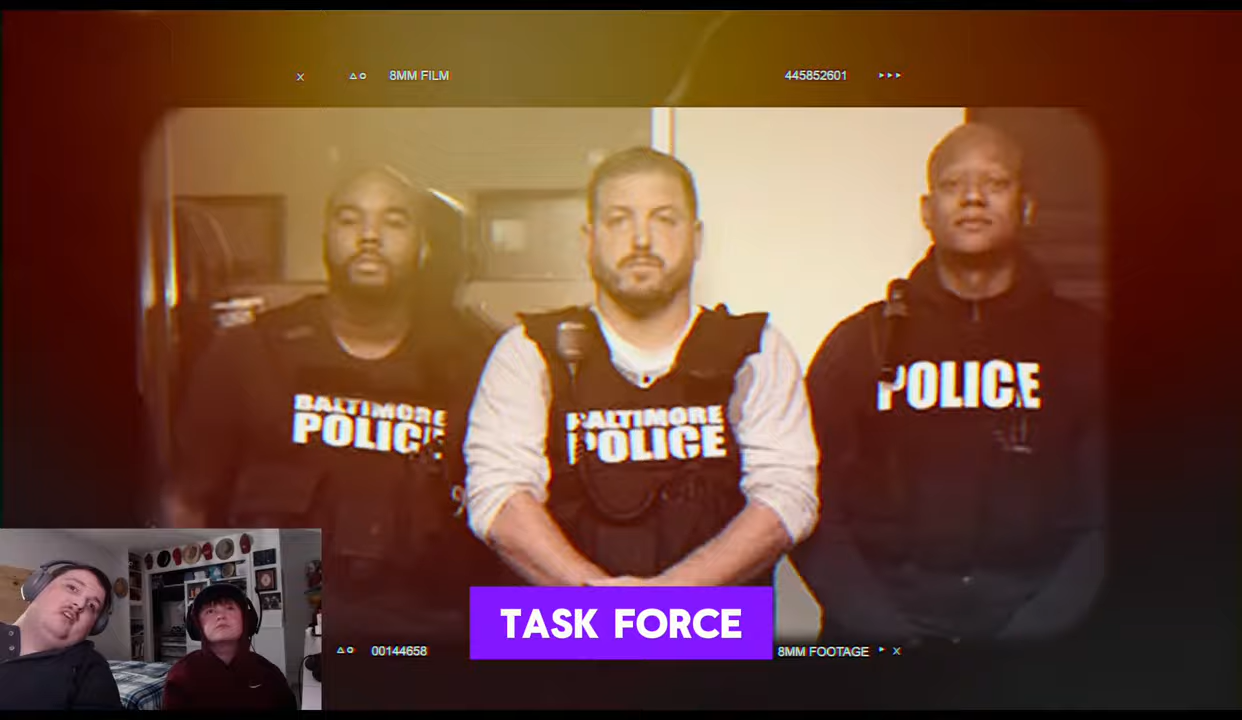 8MM FILM
445852601
BALTIMORE
POLICE
BALTIMORE
POLICE
POLICE
TASK FORCE
00144658
8MM FOOTAGE